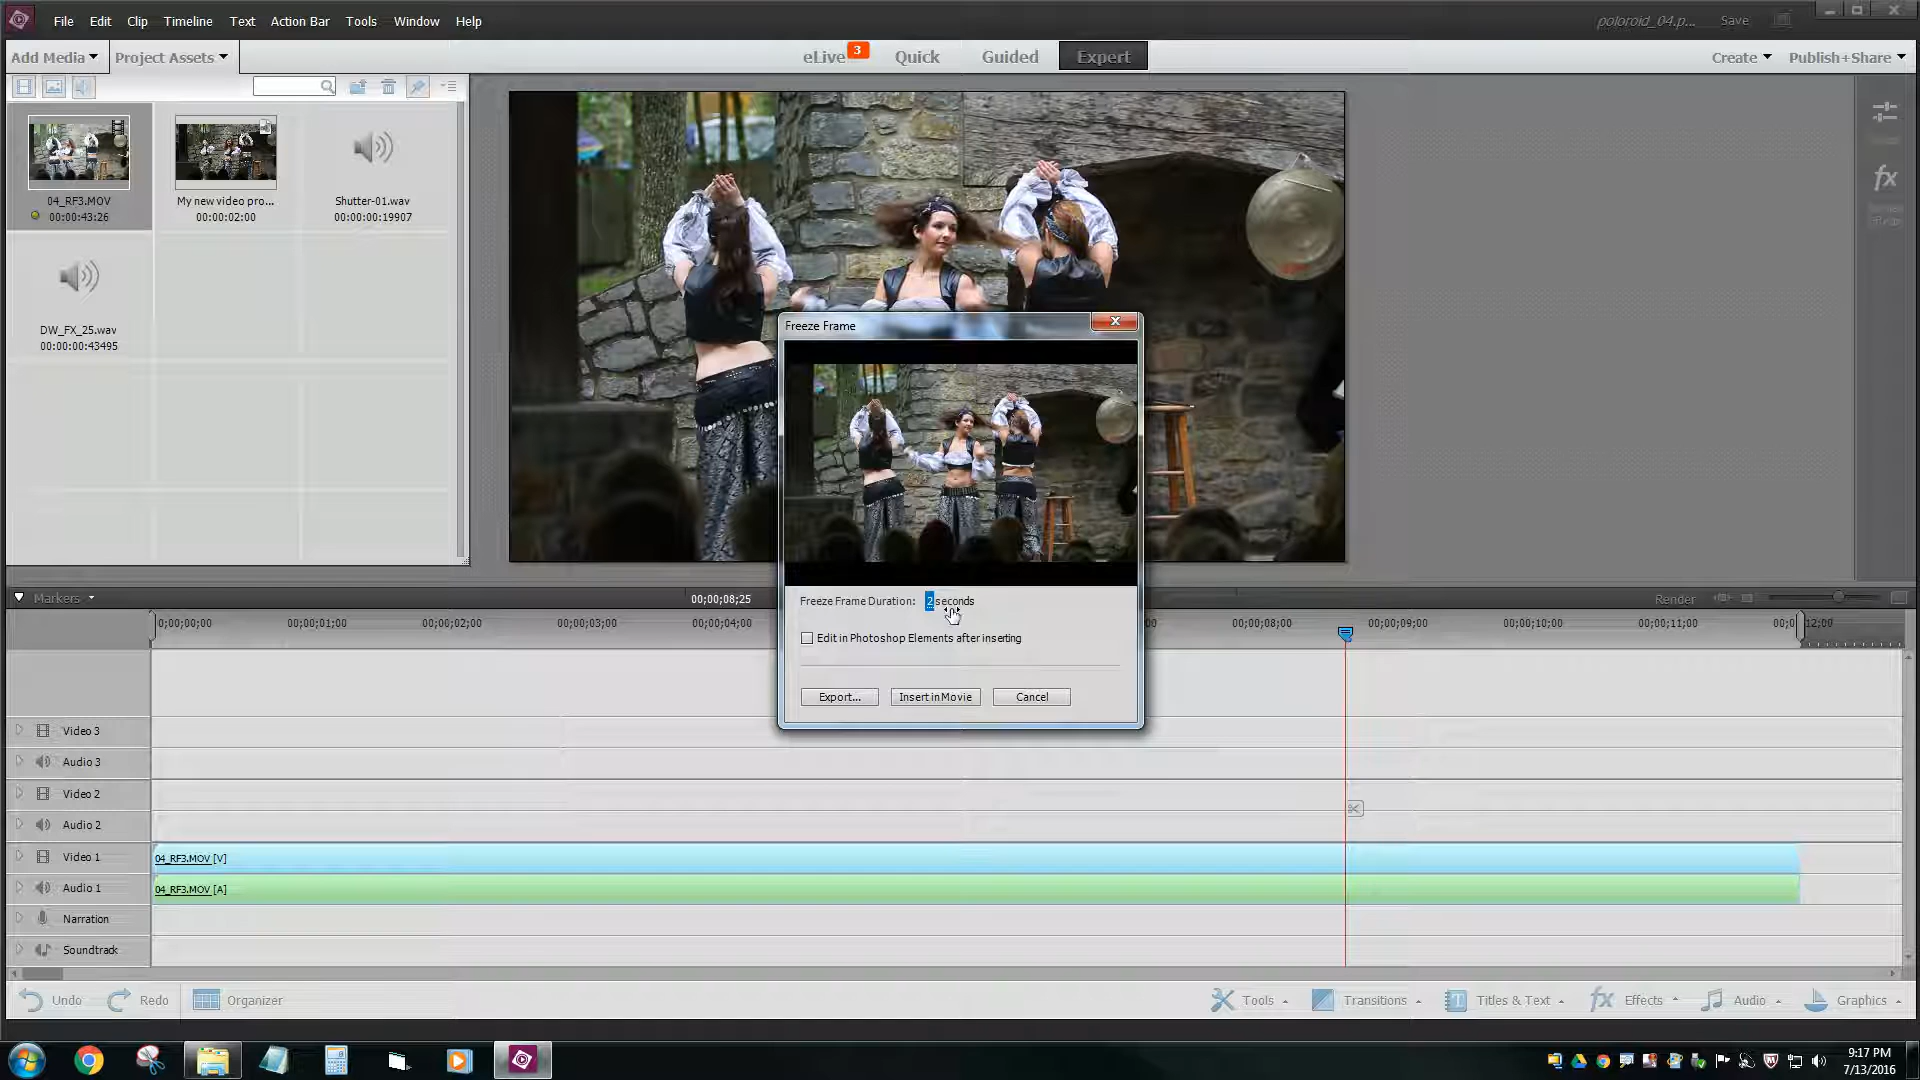 File Edit Clip Timeline Text Action Bar Tools Window Help
poloroid_04.p... Save
Add Media Project Assets
eLive 3 Quick Guided Expert
Create Publish+Share
04_RF3.MOV
00:00:43:26
My new video pro...
00:00:02:00
Shutter-01.wav
00:00:00:19907
DW_FX_25.wav
00:00:00:43495
Freeze Frame
Freeze Frame Duration: 2 seconds
Edit in Photoshop Elements after inserting
Export... Insert in Movie Cancel
Markers 00;00;08;25 Render
0;00;00;00 00;00;01;00 00;00;02;00 00;00;03;00 00;00;04;00 00;00;08;00 00;00;09;00 00;00;10;00 00;00;11;00 12;00
Video 3
Audio 3
Video 2
Audio 2
Video 1 04_RF3.MOV [V]
Audio 1 04_RF3.MOV [A]
Narration
Soundtrack
Undo Redo Organizer Tools Transitions Titles & Text fx Effects Audio Graphics
9:17 PM
7/13/2016